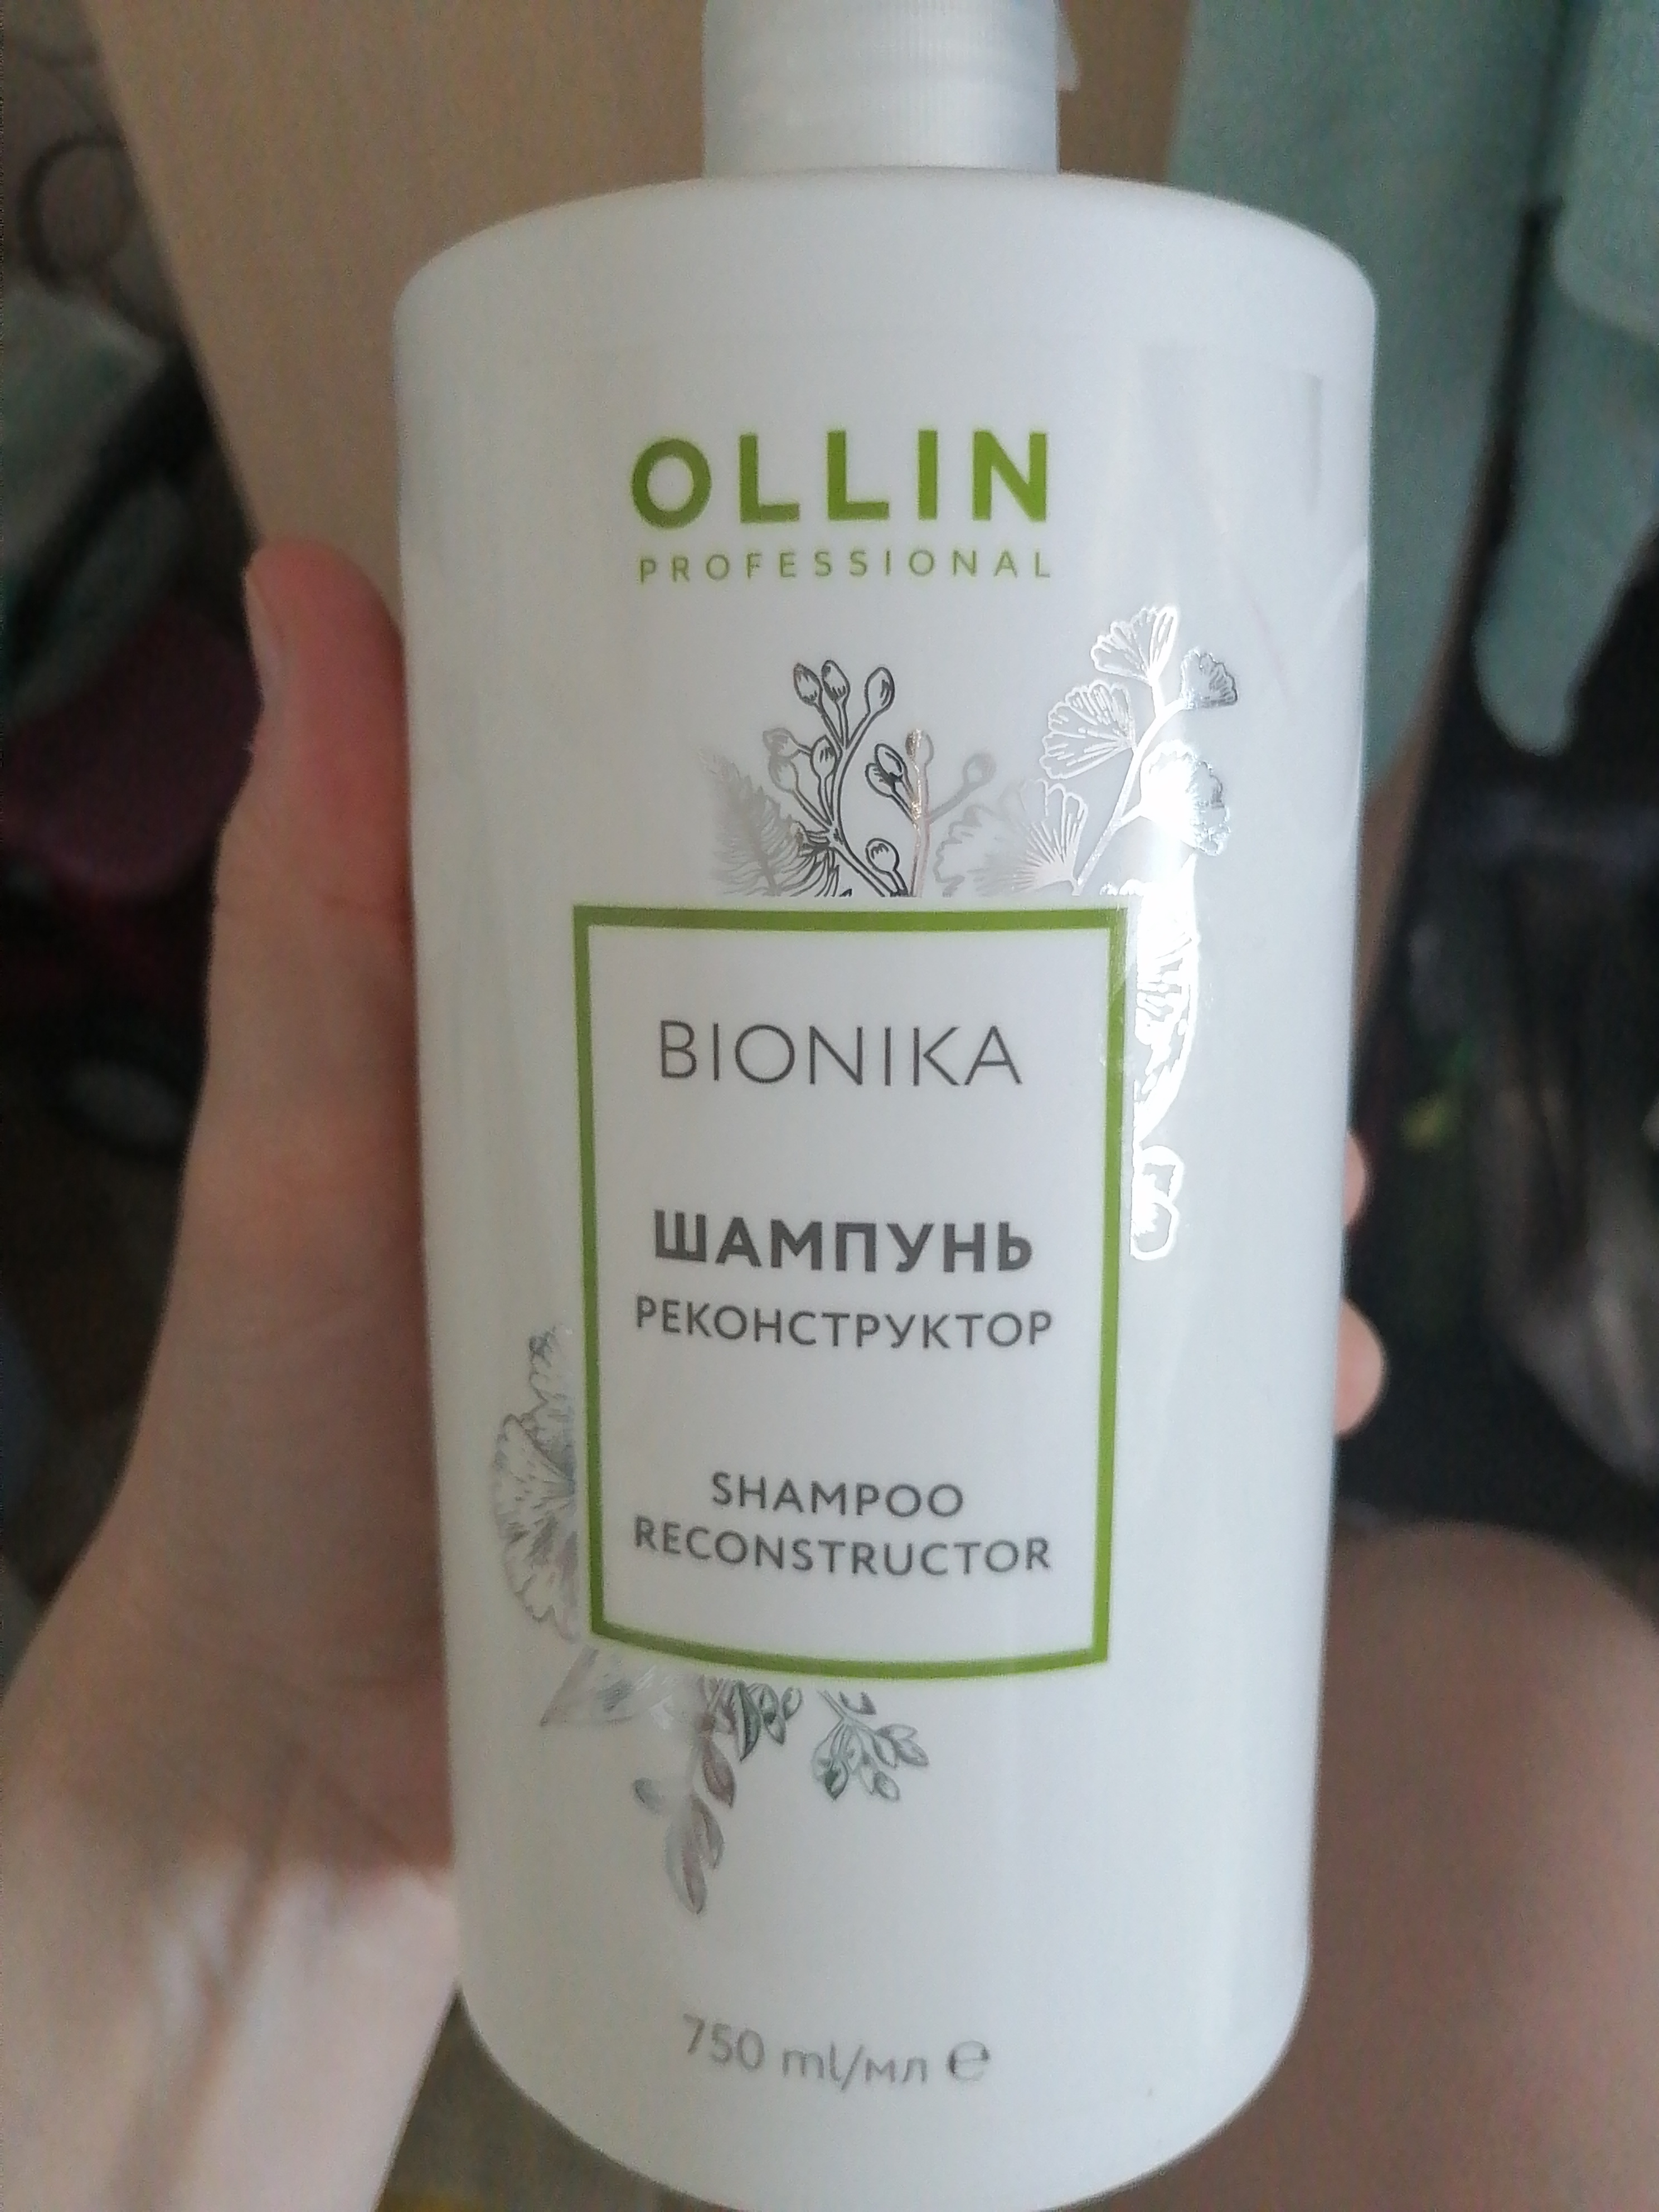 OLLIN
PROFESSIONAL
BIONIKA
ШАМПУНЬ
РЕКОНСТРУКТОР
SHAMPOO
RECONSTRUCTOR
750 ml/мл ℮